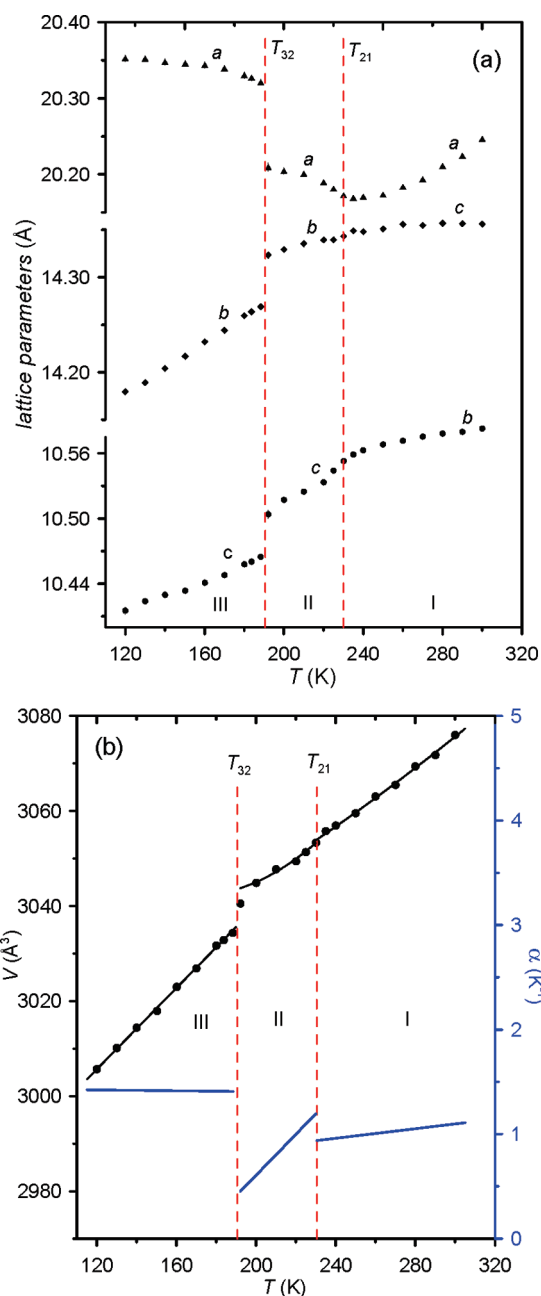 20.40
20.30
20.20
14.30
14.20
10.56
10.50
10.44
lattice parameters (Å)
a
T32
T21
(a)
a
a
b
c
b
b
c
c
III
II
I
120 160 200 240 280 320
T (K)
3080
3060
3040
3020
3000
2980
V (Å³)
(b)
T32
T21
III
II
I
5
4
3
2
1
0
α (K⁻¹)
120 160 200 240 280 320
T (K)